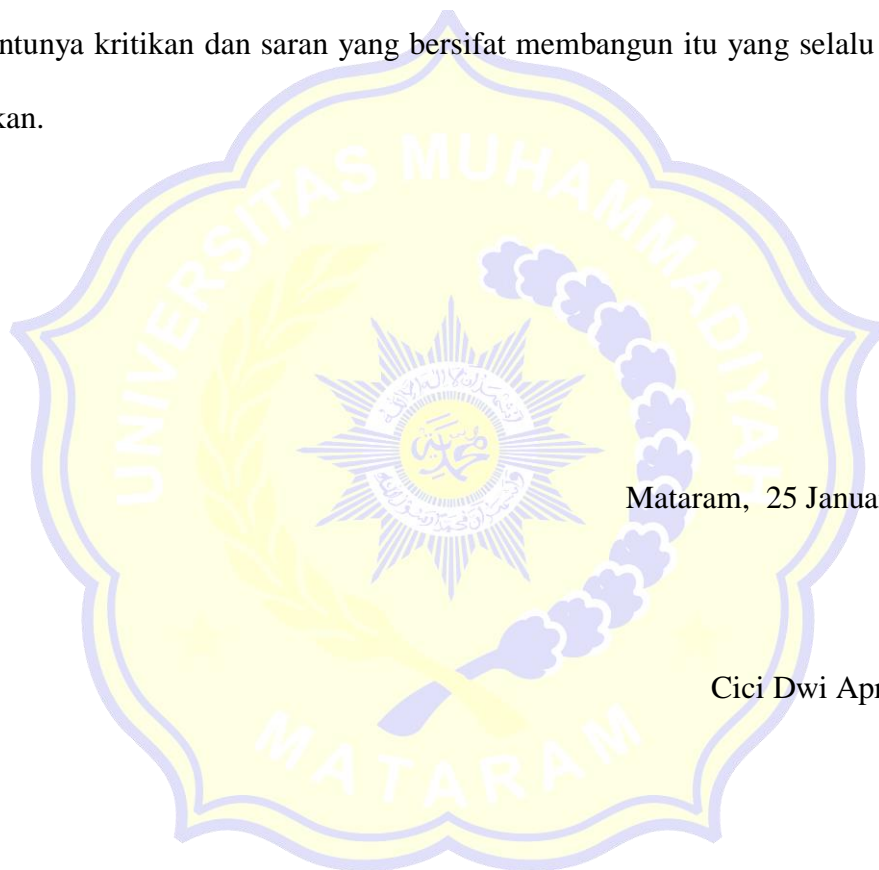 ntunya kritikan dan saran yang bersifat membangun itu yang selalu
kan.
UNIVERSITAS MUHAMMADIYAH
Mataram, 25 Janua
Cici Dwi Apr
MATARAM